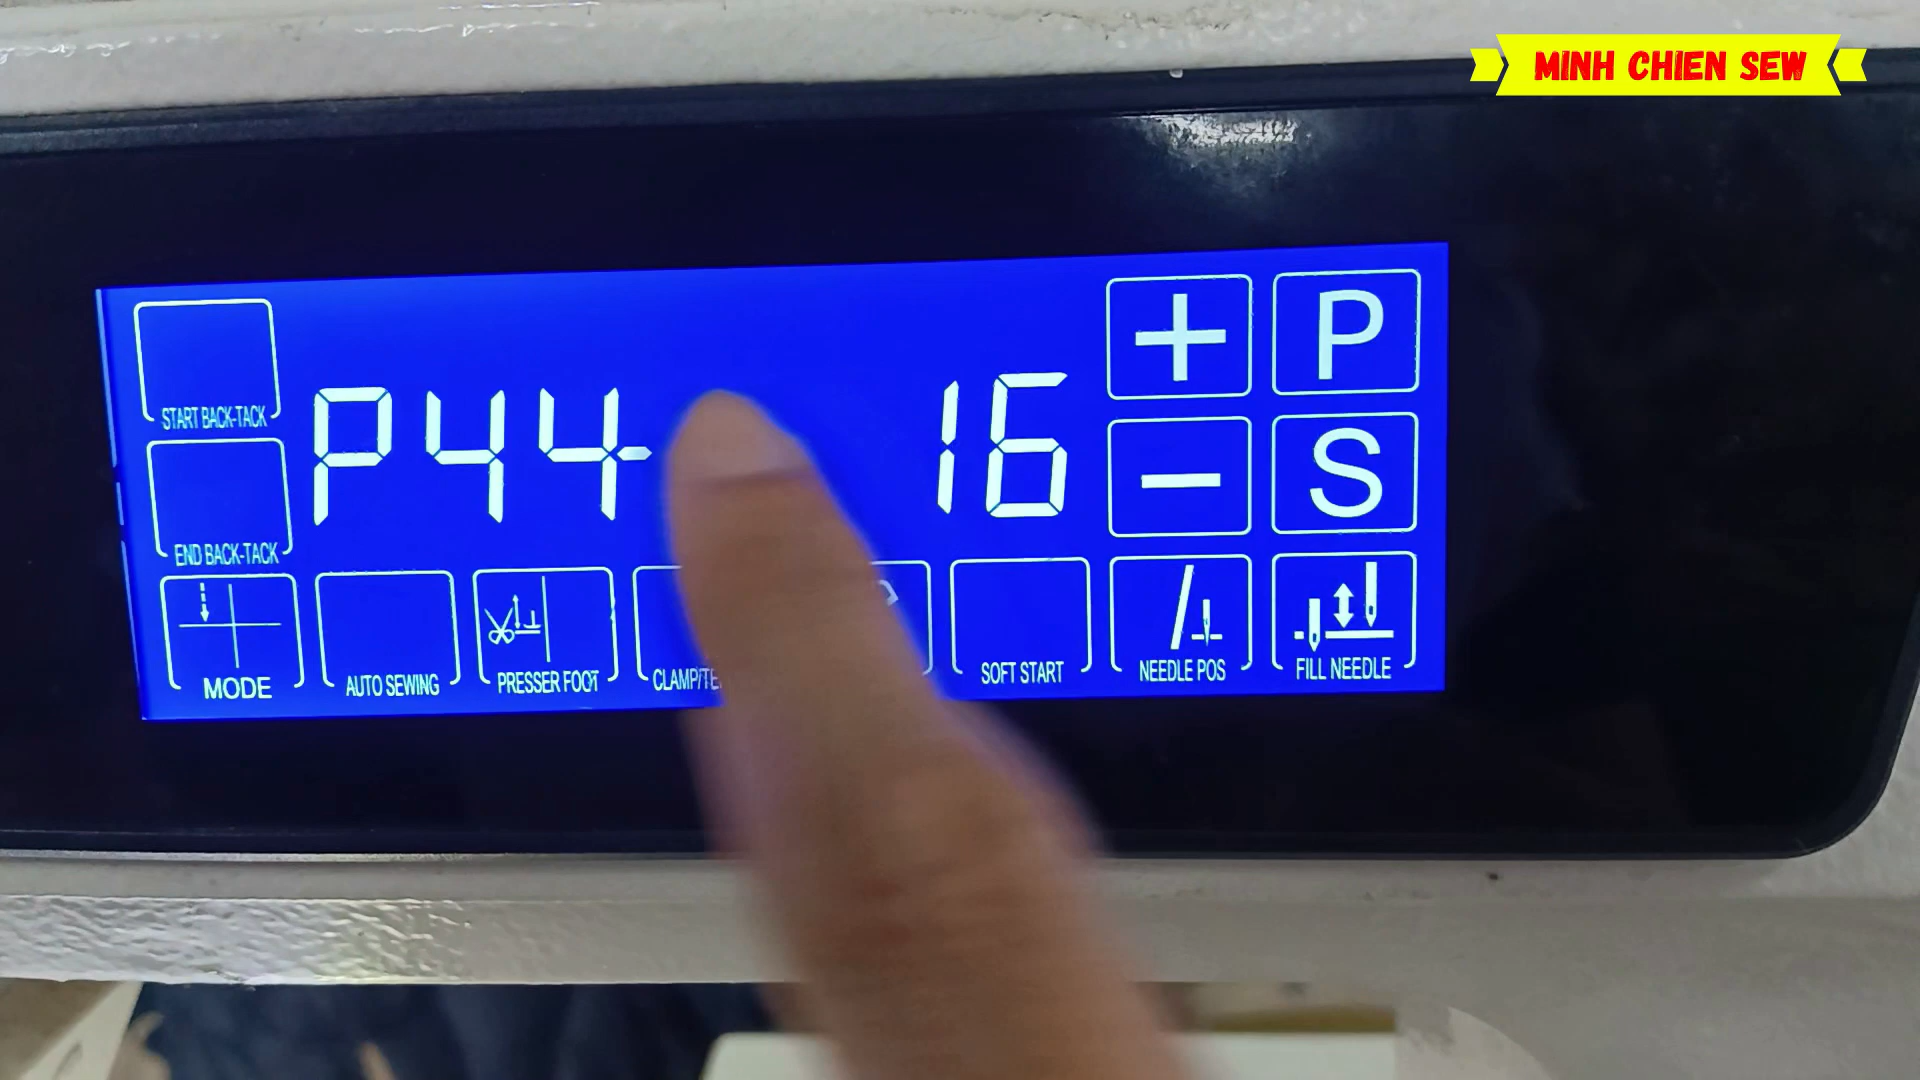 MINH CHIEN SEW
START BACK-TACK
P44- 16
+ P
- S
END BACK-TACK
MODE
AUTO SEWING
PRESSER FOOT
SOFT START
NEEDLE POS
FILL NEEDLE